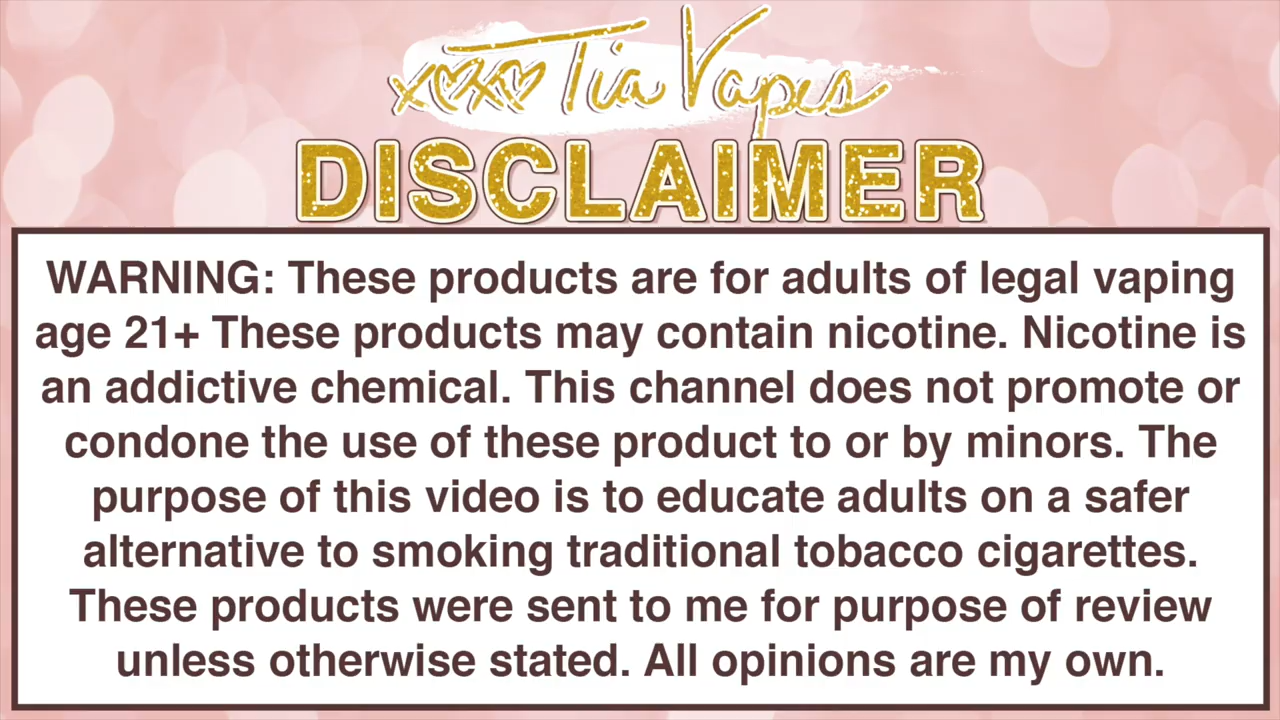 xoxo Tia Vapes
DISCLAIMER
WARNING: These products are for adults of legal vaping
age 21+ These products may contain nicotine. Nicotine is
an addictive chemical. This channel does not promote or
condone the use of these product to or by minors. The
purpose of this video is to educate adults on a safer
alternative to smoking traditional tobacco cigarettes.
These products were sent to me for purpose of review
unless otherwise stated. All opinions are my own.